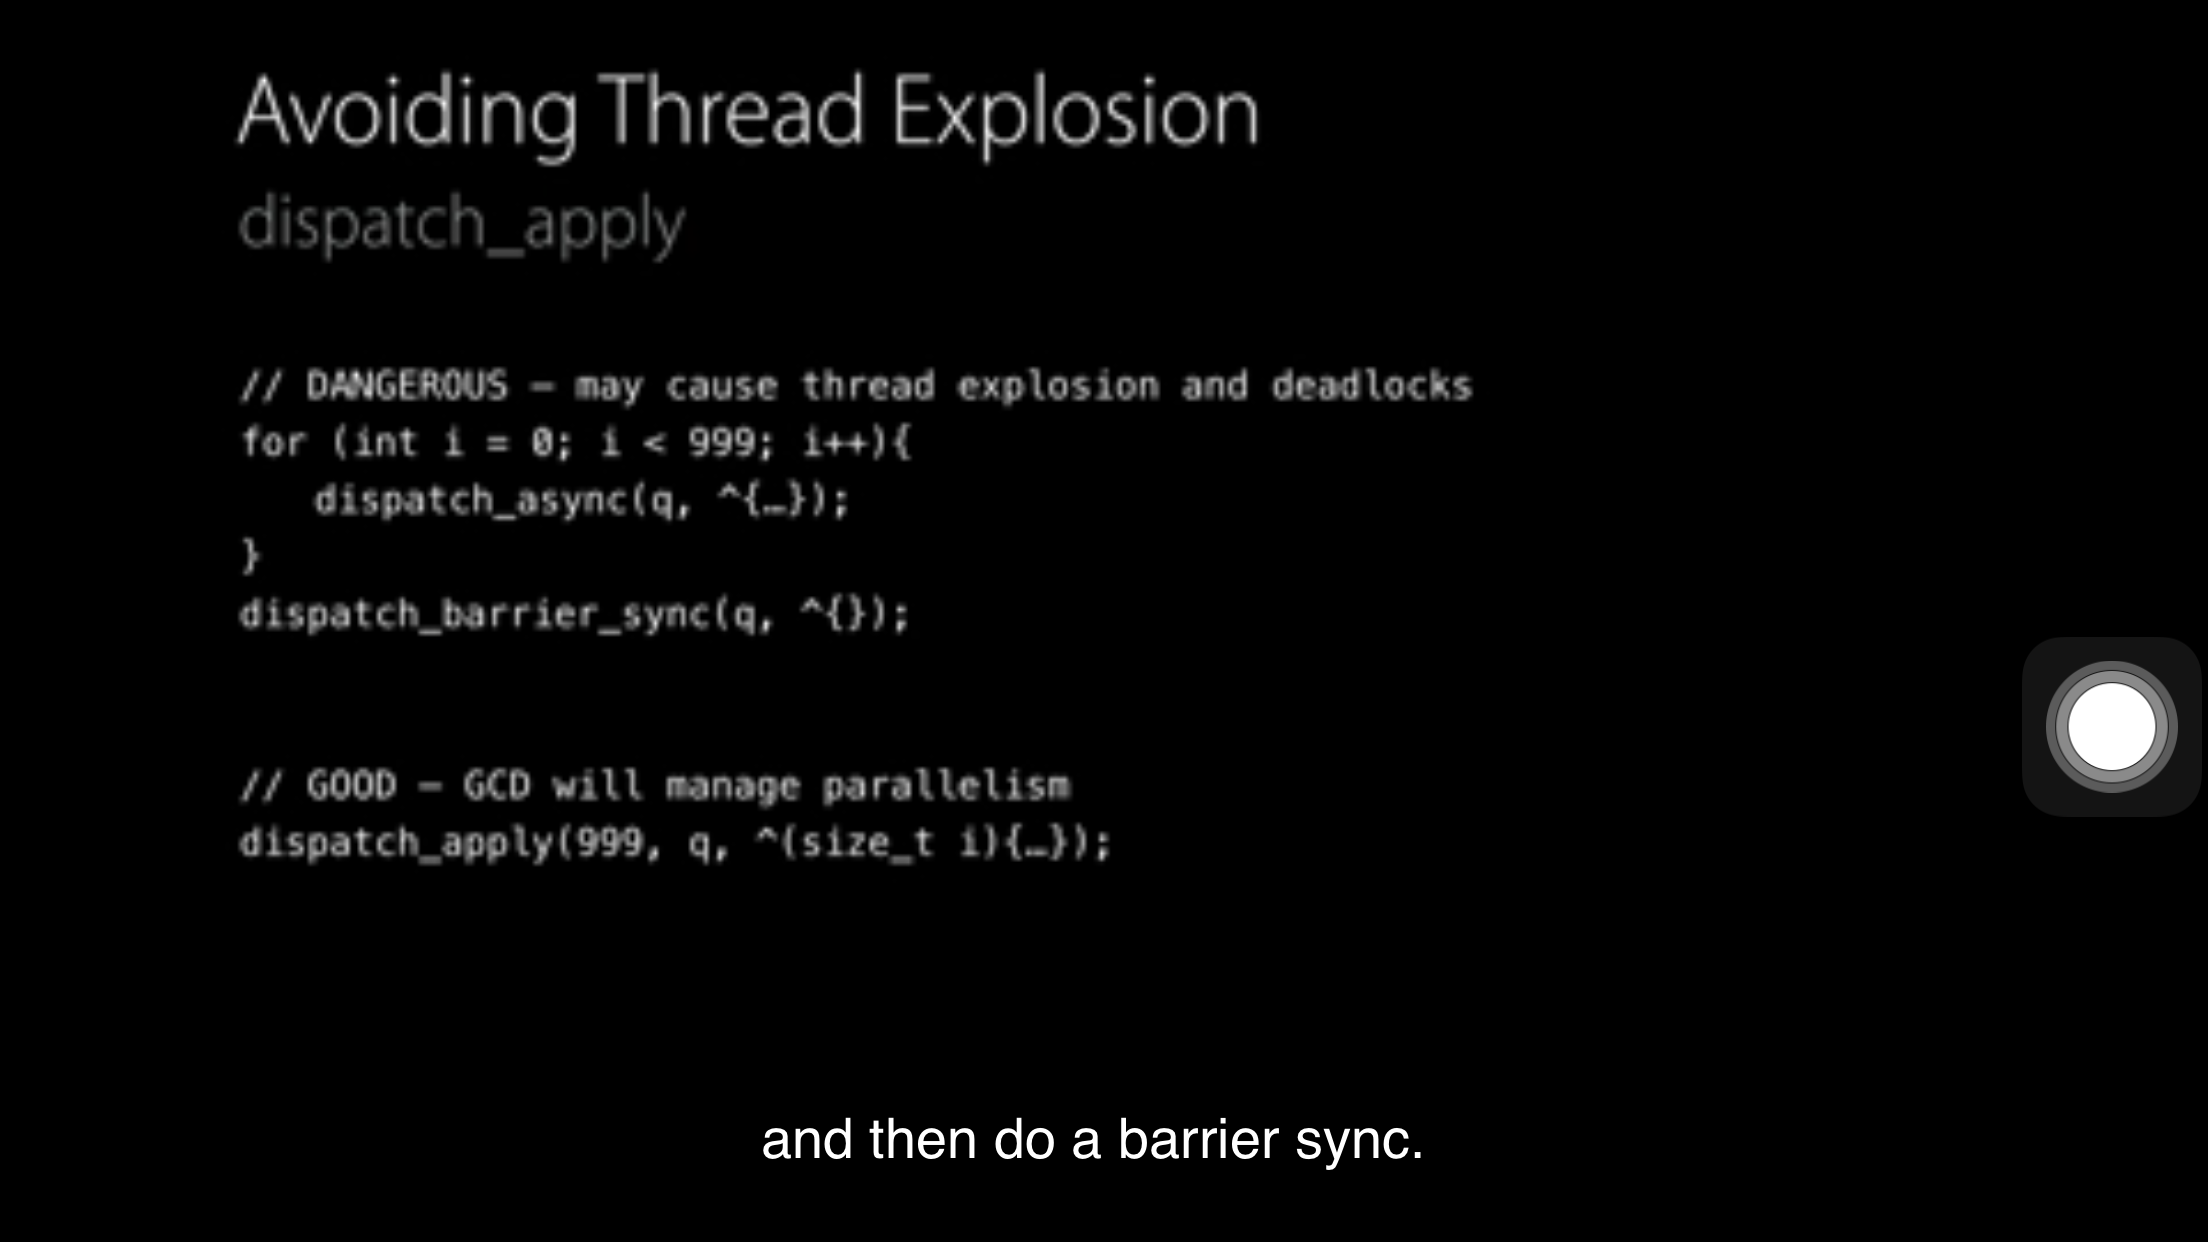 Avoiding Thread Explosion
dispatch_apply
// DANGEROUS — may cause thread explosion and deadlocks
for (int i = 0; i < 999; i++){
    dispatch_async(q, ^{…});
}
dispatch_barrier_sync(q, ^{});
// GOOD — GCD will manage parallelism
dispatch_apply(999, q, ^(size_t i){…});
and then do a barrier sync.